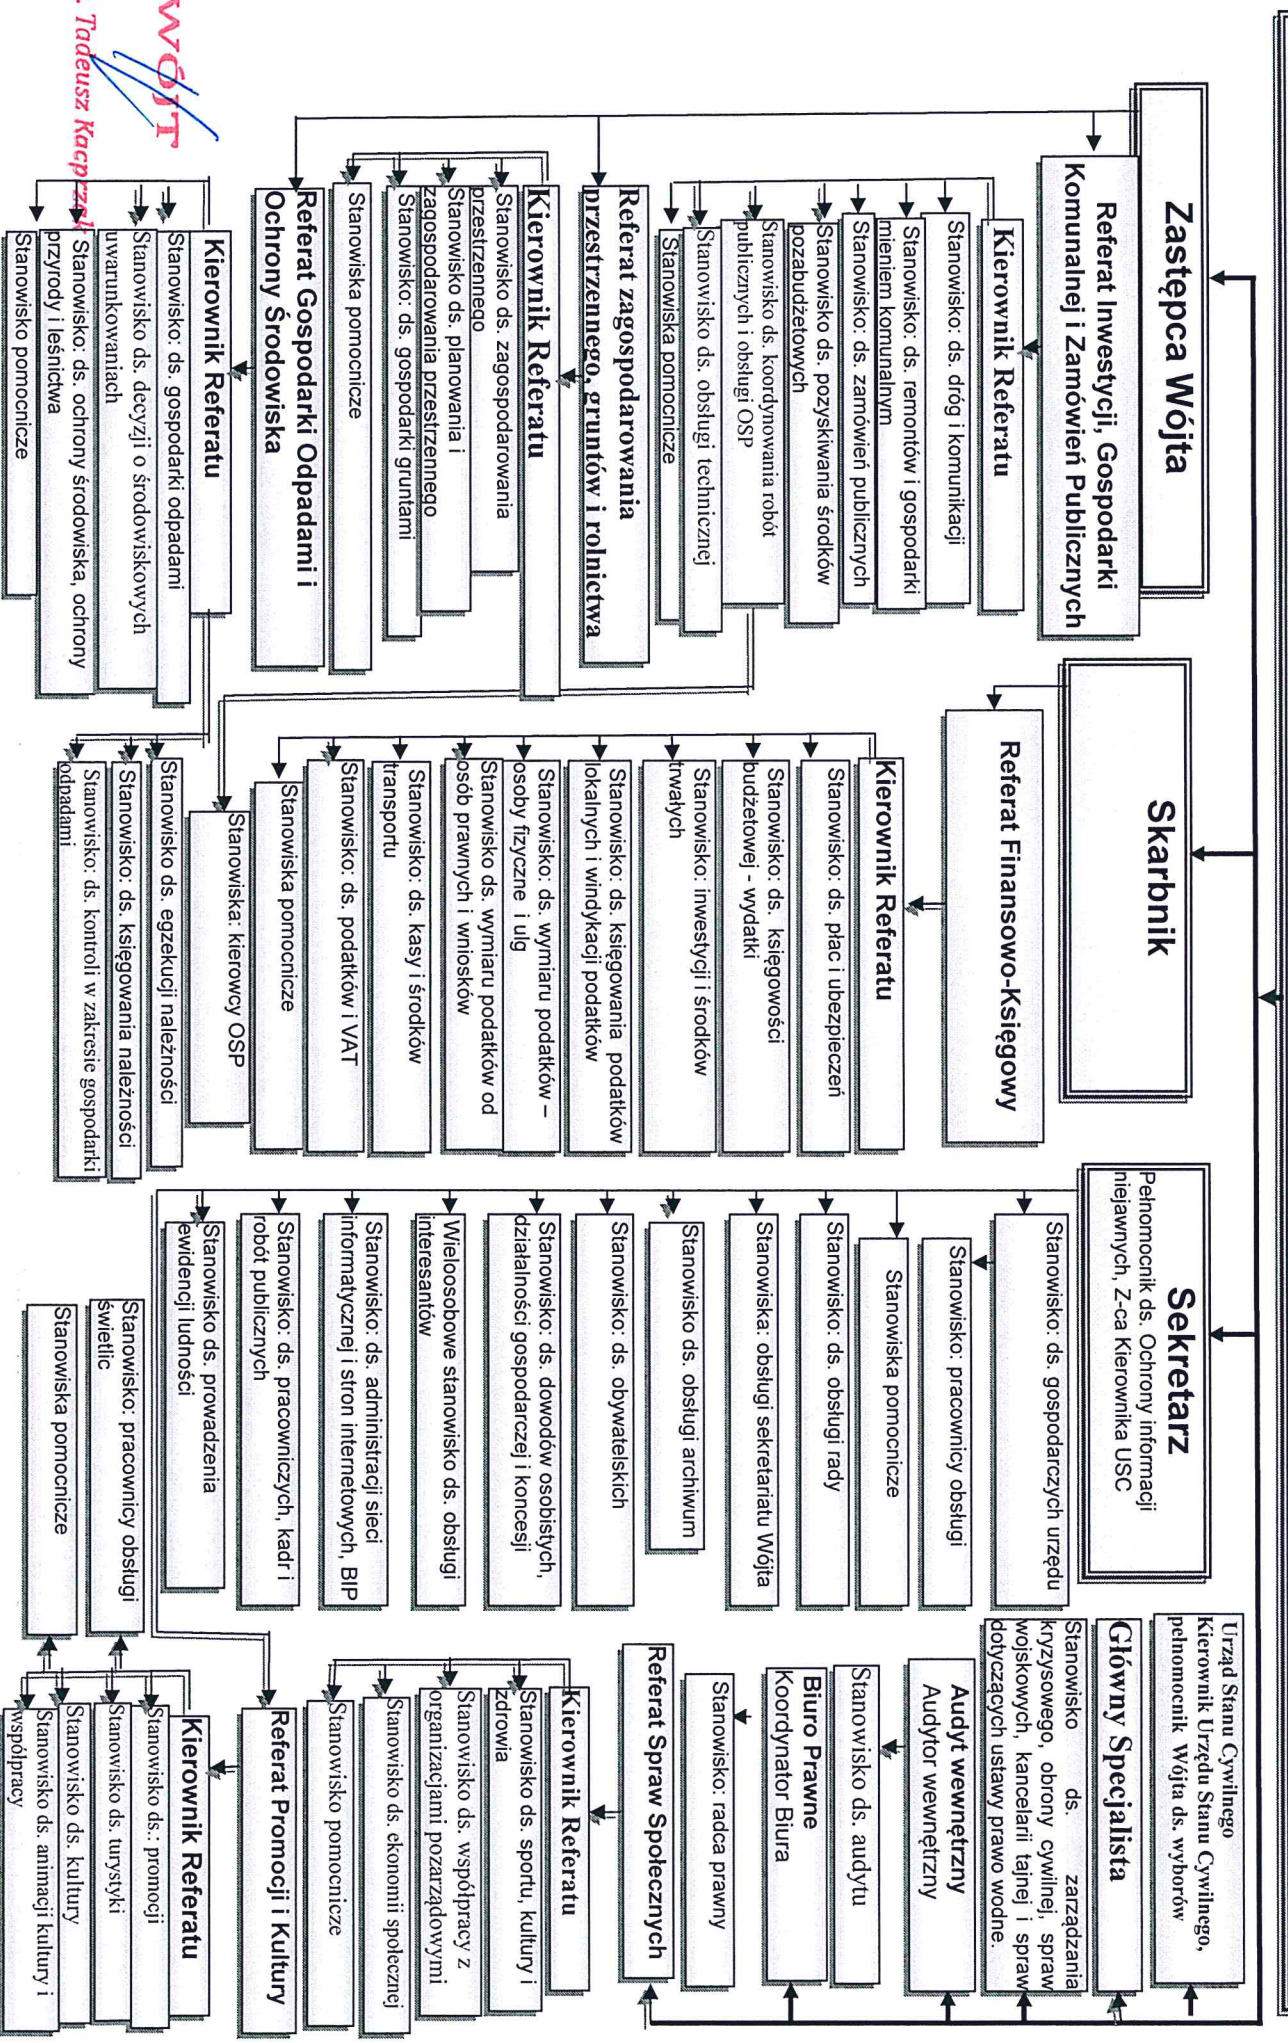 Zastępca Wójta
Referat Inwestycji, Gospodarki
Komunalnej i Zamówień Publicznych
Kierownik Referatu
Stanowisko: ds. dróg i komunikacji
Stanowisko: ds. remontów i gospodarki
mieniem komunalnym
Stanowisko: ds. zamówień publicznych
Stanowisko ds. pozyskiwania środków
pozabudżetowych
Stanowisko ds. koordynowania robót
publicznych i obsługi OSP
Stanowisko ds. obsługi technicznej
Stanowiska pomocnicze
Referat zagospodarowania
przestrzennego, gruntów i rolnictwa
Kierownik Referatu
Stanowisko ds. zagospodarowania
przestrzennego
Stanowisko ds. planowania i
zagospodarowania przestrzennego
Stanowisko: ds. gospodarki gruntami
Stanowiska pomocnicze
Referat Gospodarki Odpadami i
Ochrony Środowiska
Kierownik Referatu
Stanowisko: ds. gospodarki odpadami
Stanowisko ds. decyzji o środowiskowych
uwarunkowaniach
Stanowisko: ds. ochrony środowiska, ochrony
przyrody i leśnictwa
Stanowisko pomocnicze
Skarbnik
Referat Finansowo-Księgowy
Kierownik Referatu
Stanowisko: ds. płac i ubezpieczeń
Stanowisko: ds. księgowości
budżetowej - wydatki
Stanowisko: inwestycji i środków
trwałych
Stanowisko: ds. księgowania podatków
lokalnych i windykacji podatków
Stanowisko: ds. wymiaru podatków –
osoby fizyczne i ulg
Stanowisko ds. wymiaru podatków od
osób prawnych i wniosków
Stanowisko: ds. kasy i środków
transportu
Stanowisko: ds. podatków i VAT
Stanowiska pomocnicze
Stanowiska: kierowcy OSP
Stanowisko ds. egzekucji należności
Stanowisko: ds. księgowania należności
Stanowisko: ds. kontroli w zakresie gospodarki
odpadami
Sekretarz
Pełnomocnik ds. Ochrony informacji
niejawnych, Z-ca Kierownika USC
Stanowisko: ds. gospodarczych urzędu
Stanowisko: pracownicy obsługi
Stanowiska pomocnicze
Stanowisko: ds. obsługi rady
Stanowiska: obsługi sekretariatu Wójta
Stanowisko ds. obsługi archiwum
Stanowisko: ds. obywatelskich
Stanowisko: ds. dowodów osobistych,
działalności gospodarczej i koncesji
Wieloosobowe stanowisko ds. obsługi
interesantów
Stanowisko: ds. administracji sieci
informatycznej i stron internetowych, BIP
Stanowisko: ds. pracowniczych, kadr i
robót publicznych
Stanowisko ds. prowadzenia
ewidencji ludności
Stanowisko: pracownicy obsługi
świetlic
Stanowiska pomocnicze
Urząd Stanu Cywilnego
Kierownik Urzędu Stanu Cywilnego,
pełnomocnik Wójta ds. wyborów
Główny Specjalista
Stanowisko ds. zarządzania
kryzysowego, obrony cywilnej, spraw
wojskowych, kancelarii tajnej i spraw
dotyczących ustawy prawo wodne.
Audyt wewnętrzny
Audytor wewnętrzny
Stanowisko ds. audytu
Biuro Prawne
Koordynator Biura
Stanowisko: radca prawny
Referat Spraw Społecznych
Kierownik Referatu
Stanowisko ds. sportu, kultury i
zdrowia
Stanowisko ds. współpracy z
organizacjami pozarządowymi
Stanowisko ds. ekonomii społecznej
Stanowisko pomocnicze
Referat Promocji i Kultury
Kierownik Referatu
Stanowisko ds.: promocji
Stanowisko ds. turystyki
Stanowisko ds. kultury
Stanowisko ds. animacji kultury i
współpracy
WÓJT
Tadeusz Kacprzak